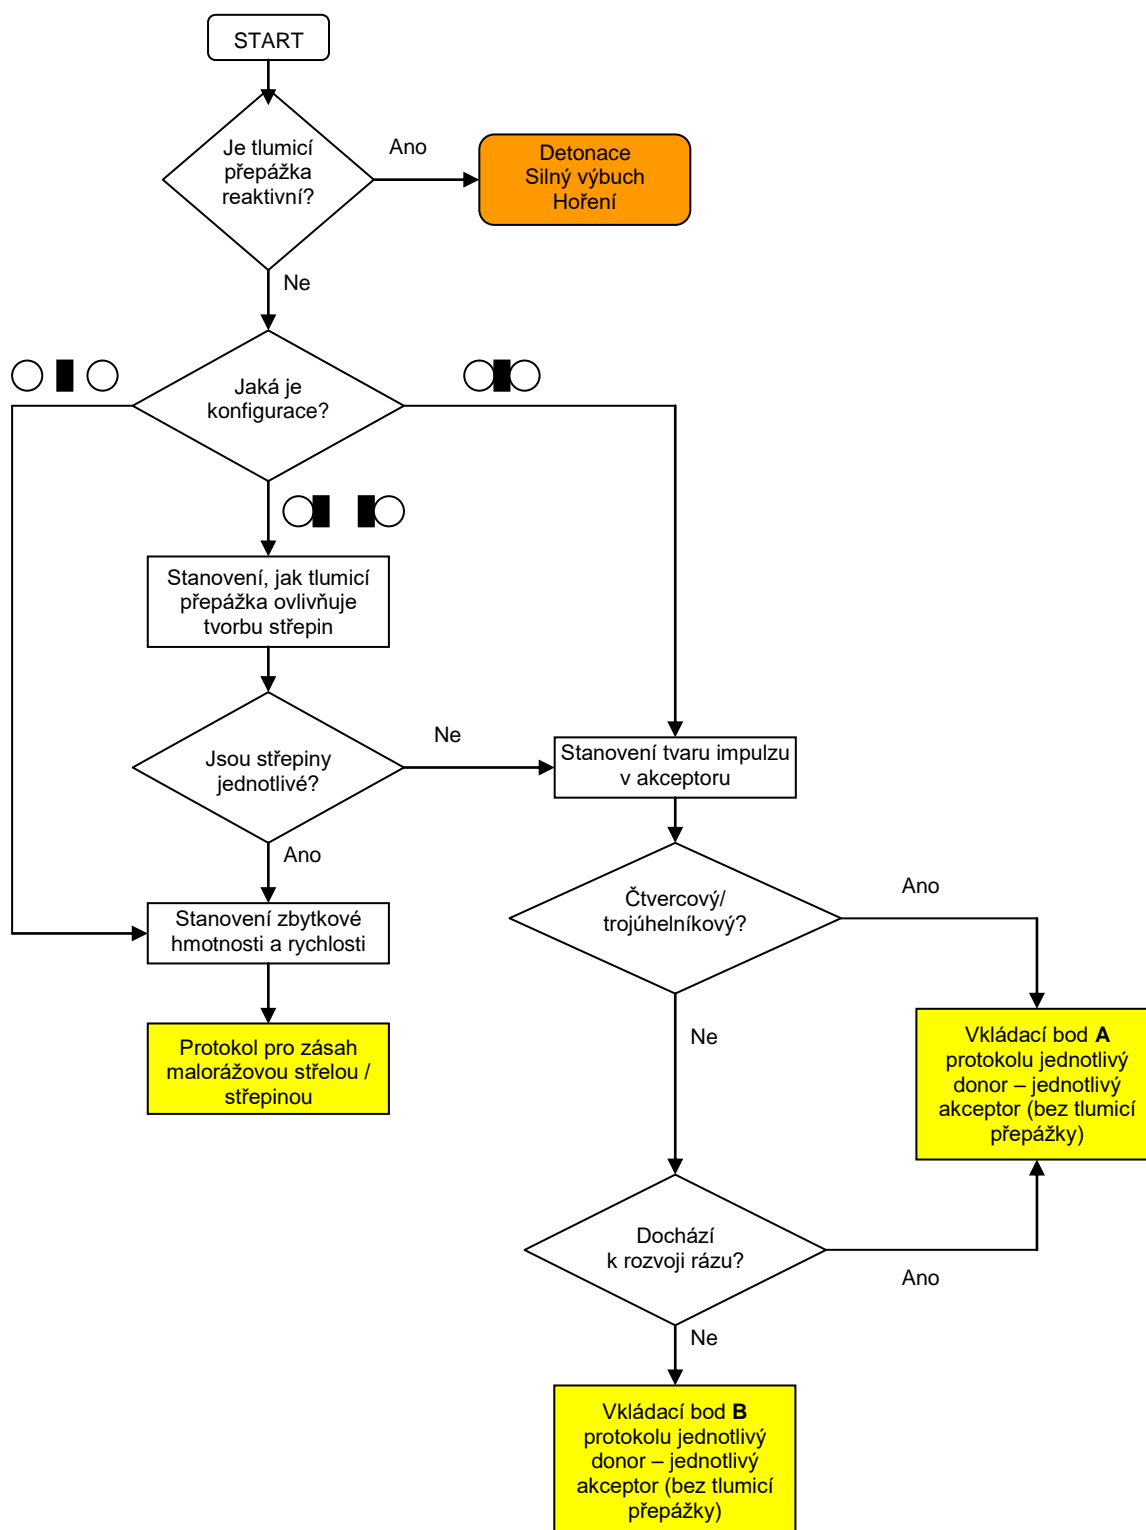 START
Je tlumicí
přepážka
reaktivní?
Ano
Detonace
Silný výbuch
Hoření
Ne
Jaká je
konfigurace?
Stanovení, jak tlumicí
přepážka ovlivňuje
tvorbu střepin
Jsou střepiny
jednotlivé?
Ne
Stanovení tvaru impulzu
v akceptoru
Ano
Stanovení zbytkové
hmotnosti a rychlosti
Čtvercový/
trojúhelníkový?
Ano
Protokol pro zásah
malorážovou střelou /
střepinou
Ne
Vkládací bod A
protokolu jednotlivý
donor – jednotlivý
akceptor (bez tlumicí
přepážky)
Dochází
k rozvoji rázu?
Ano
Ne
Vkládací bod B
protokolu jednotlivý
donor – jednotlivý
akceptor (bez tlumicí
přepážky)